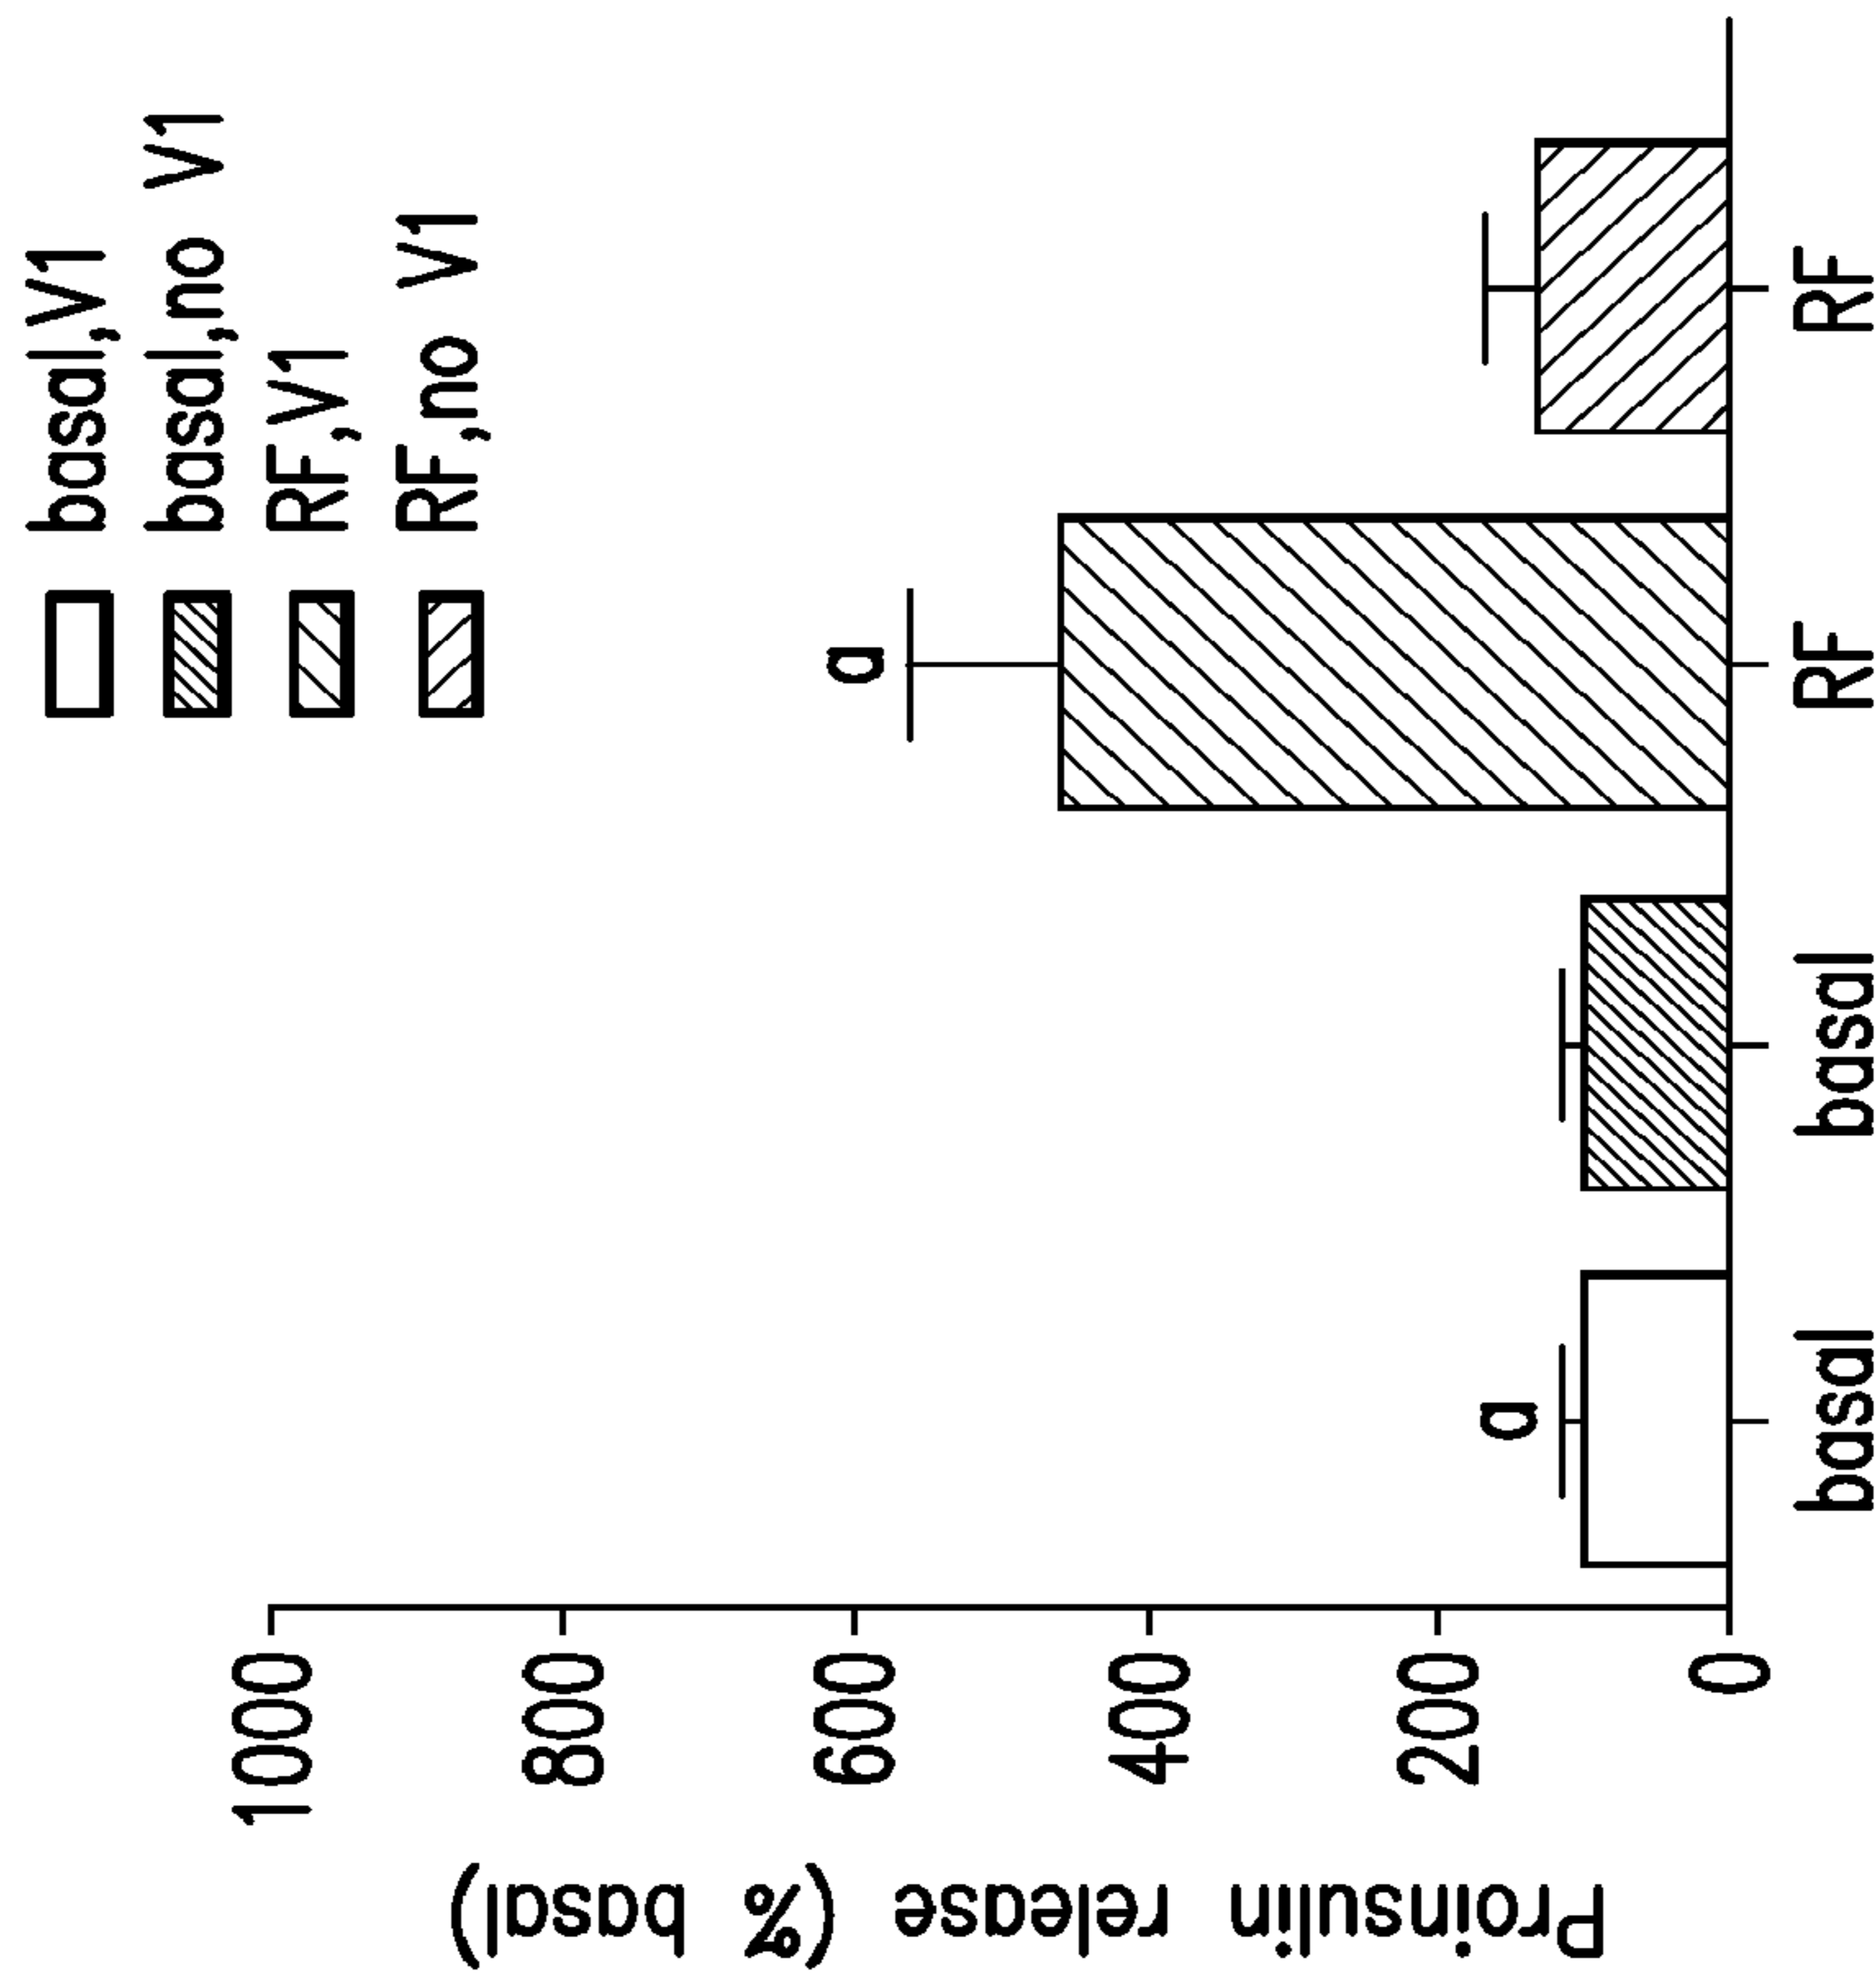 basal,V1
basal,no V1
RF,V1
RF,no V1
Proinsulin release (% basal)
1000
800
600
400
200
0
a
a
basal
basal
RF
RF